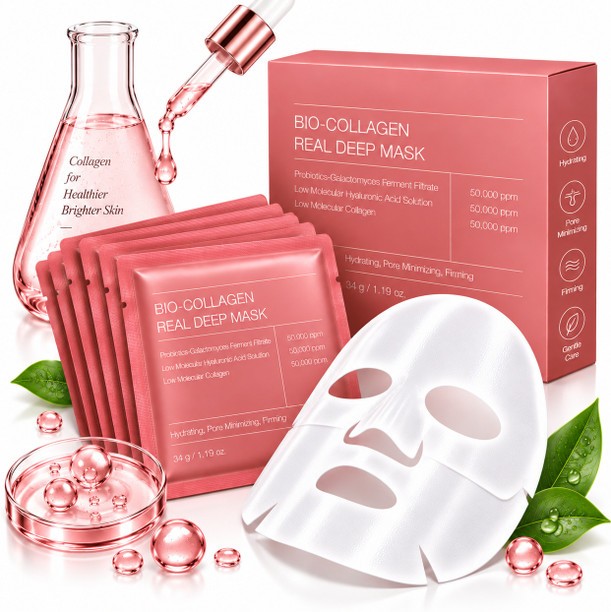 Collagen
for
Healthier
Brighter Skin
BIO-COLLAGEN
REAL DEEP MASK
Probiotics-Galactomyces Ferment Filtrate
50.000 ppm
Low Molecular Hyaluronic Acid Solution
50.000 ppm
Low Molecular Collagen
50,000 ppm
Hydrating, Pore Minimizing, Firming
34 g / 1.19 oz.
Hydrating
Pore
Minimizing
Firming
Gentle
Care
BIO-COLLAGEN
REAL DEEP MASK
Probiotics-Galactomyces Ferment Filtrate
50,000 ppm
Low Molecular Hyaluronic Acid Solution
50,000 ppm
Low Molecular Collagen
50,000 ppm
Hydrating, Pore Minimizing, Firming
34 g / 1.19 oz.